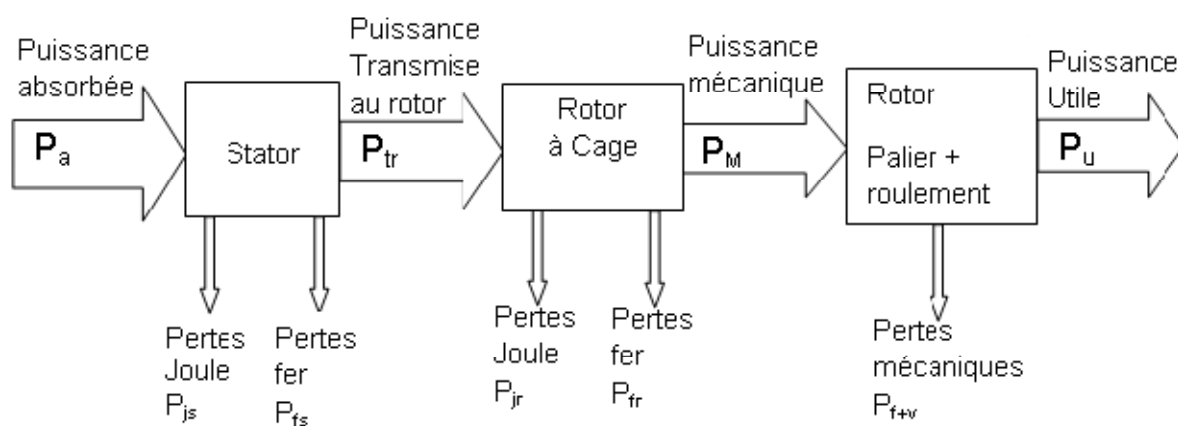 Puissance
absorbée
Pa
Stator
Puissance
Transmise
au rotor
Ptr
Rotor
à Cage
Puissance
mécanique
PM
Rotor
Palier +
roulement
Puissance
Utile
Pu
Pertes
Joule
Pjs
Pertes
fer
Pfs
Pertes
Joule
Pjr
Pertes
fer
Pfr
Pertes
mécaniques
Pf+v